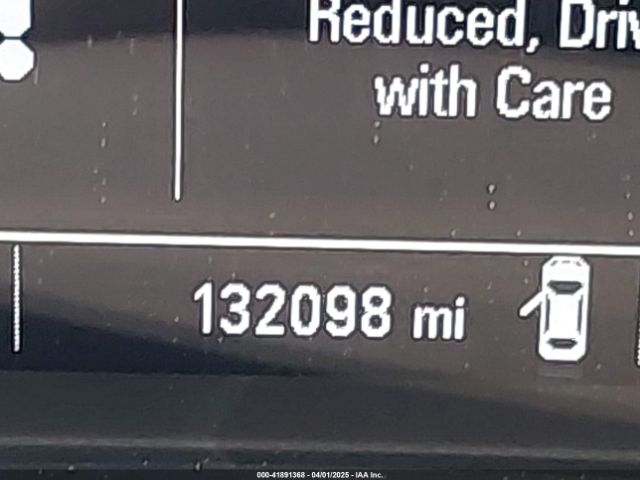 Reduced, Driv
with Care
132098 mi
000-41891368 - 04/01/2025 - IAA Inc.